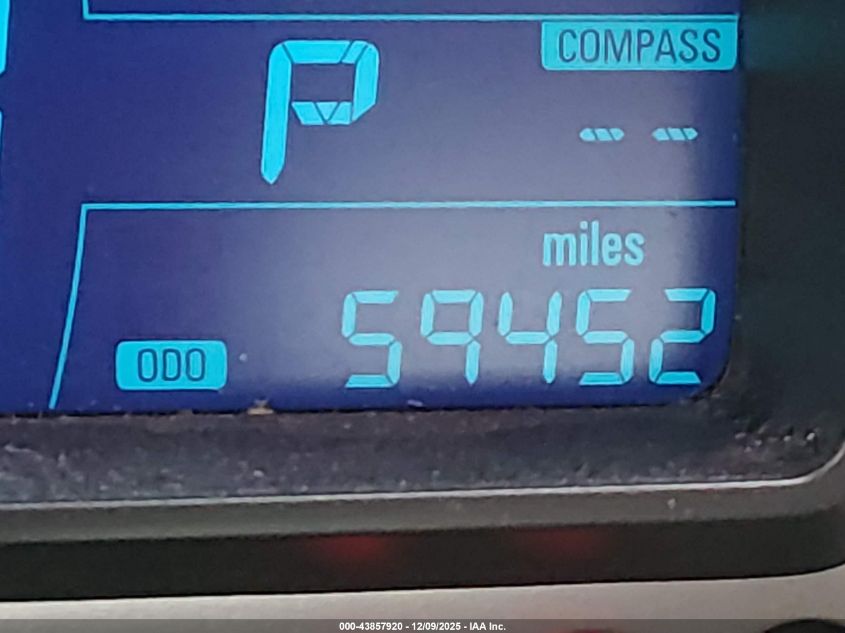 P
COMPASS
-- --
miles
ODO 59452
000-43857920 - 12/09/2025 - IAA Inc.